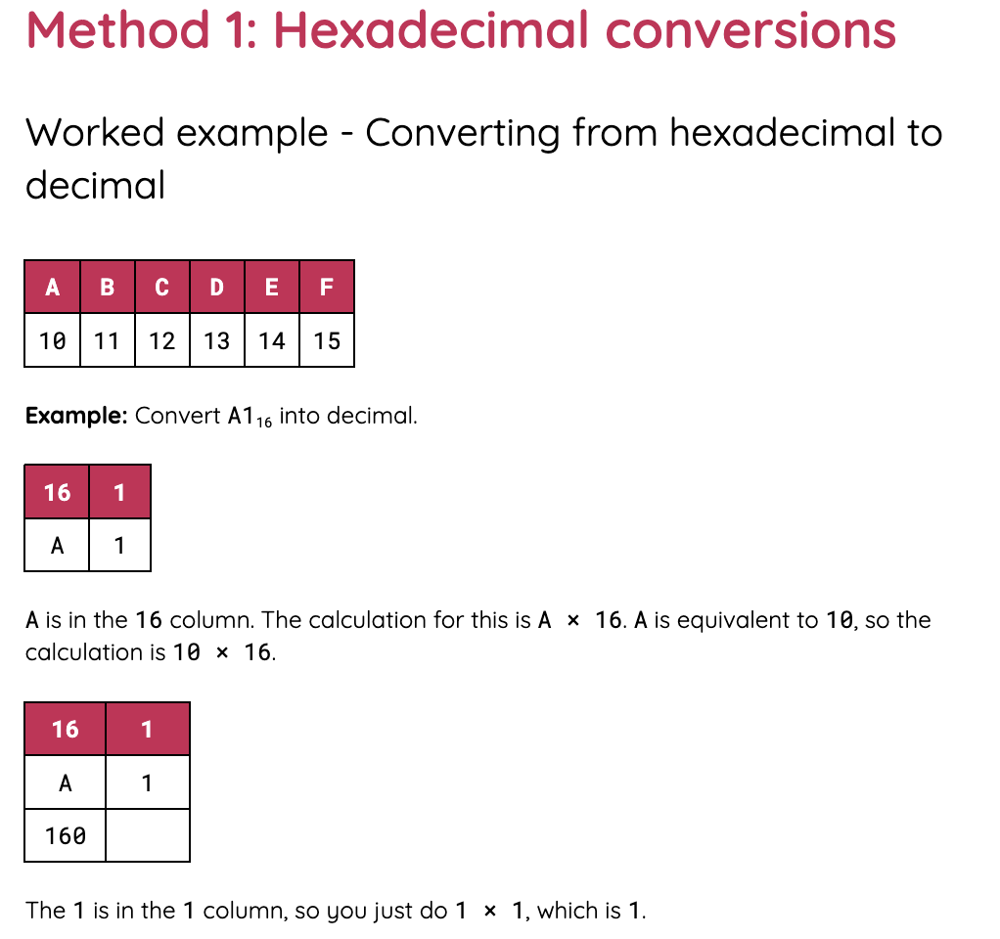 Method 1: Hexadecimal conversions
Worked example - Converting from hexadecimal to
decimal
A B C D E F
10 11 12 13 14 15
Example: Convert A1₁₆ into decimal.
16 1
A 1
A is in the 16 column. The calculation for this is A × 16. A is equivalent to 10, so the
calculation is 10 × 16.
16 1
A 1
160
The 1 is in the 1 column, so you just do 1 × 1, which is 1.